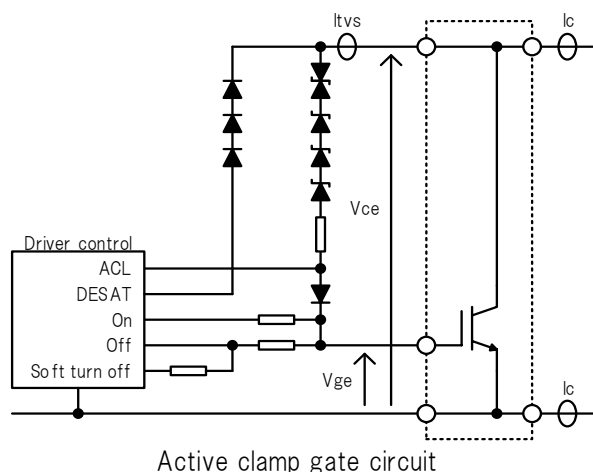 Itvs
Ic
Vce
Driver control
ACL
DESAT
On
Off
Soft turn off
Vge
Ic
Active clamp gate circuit